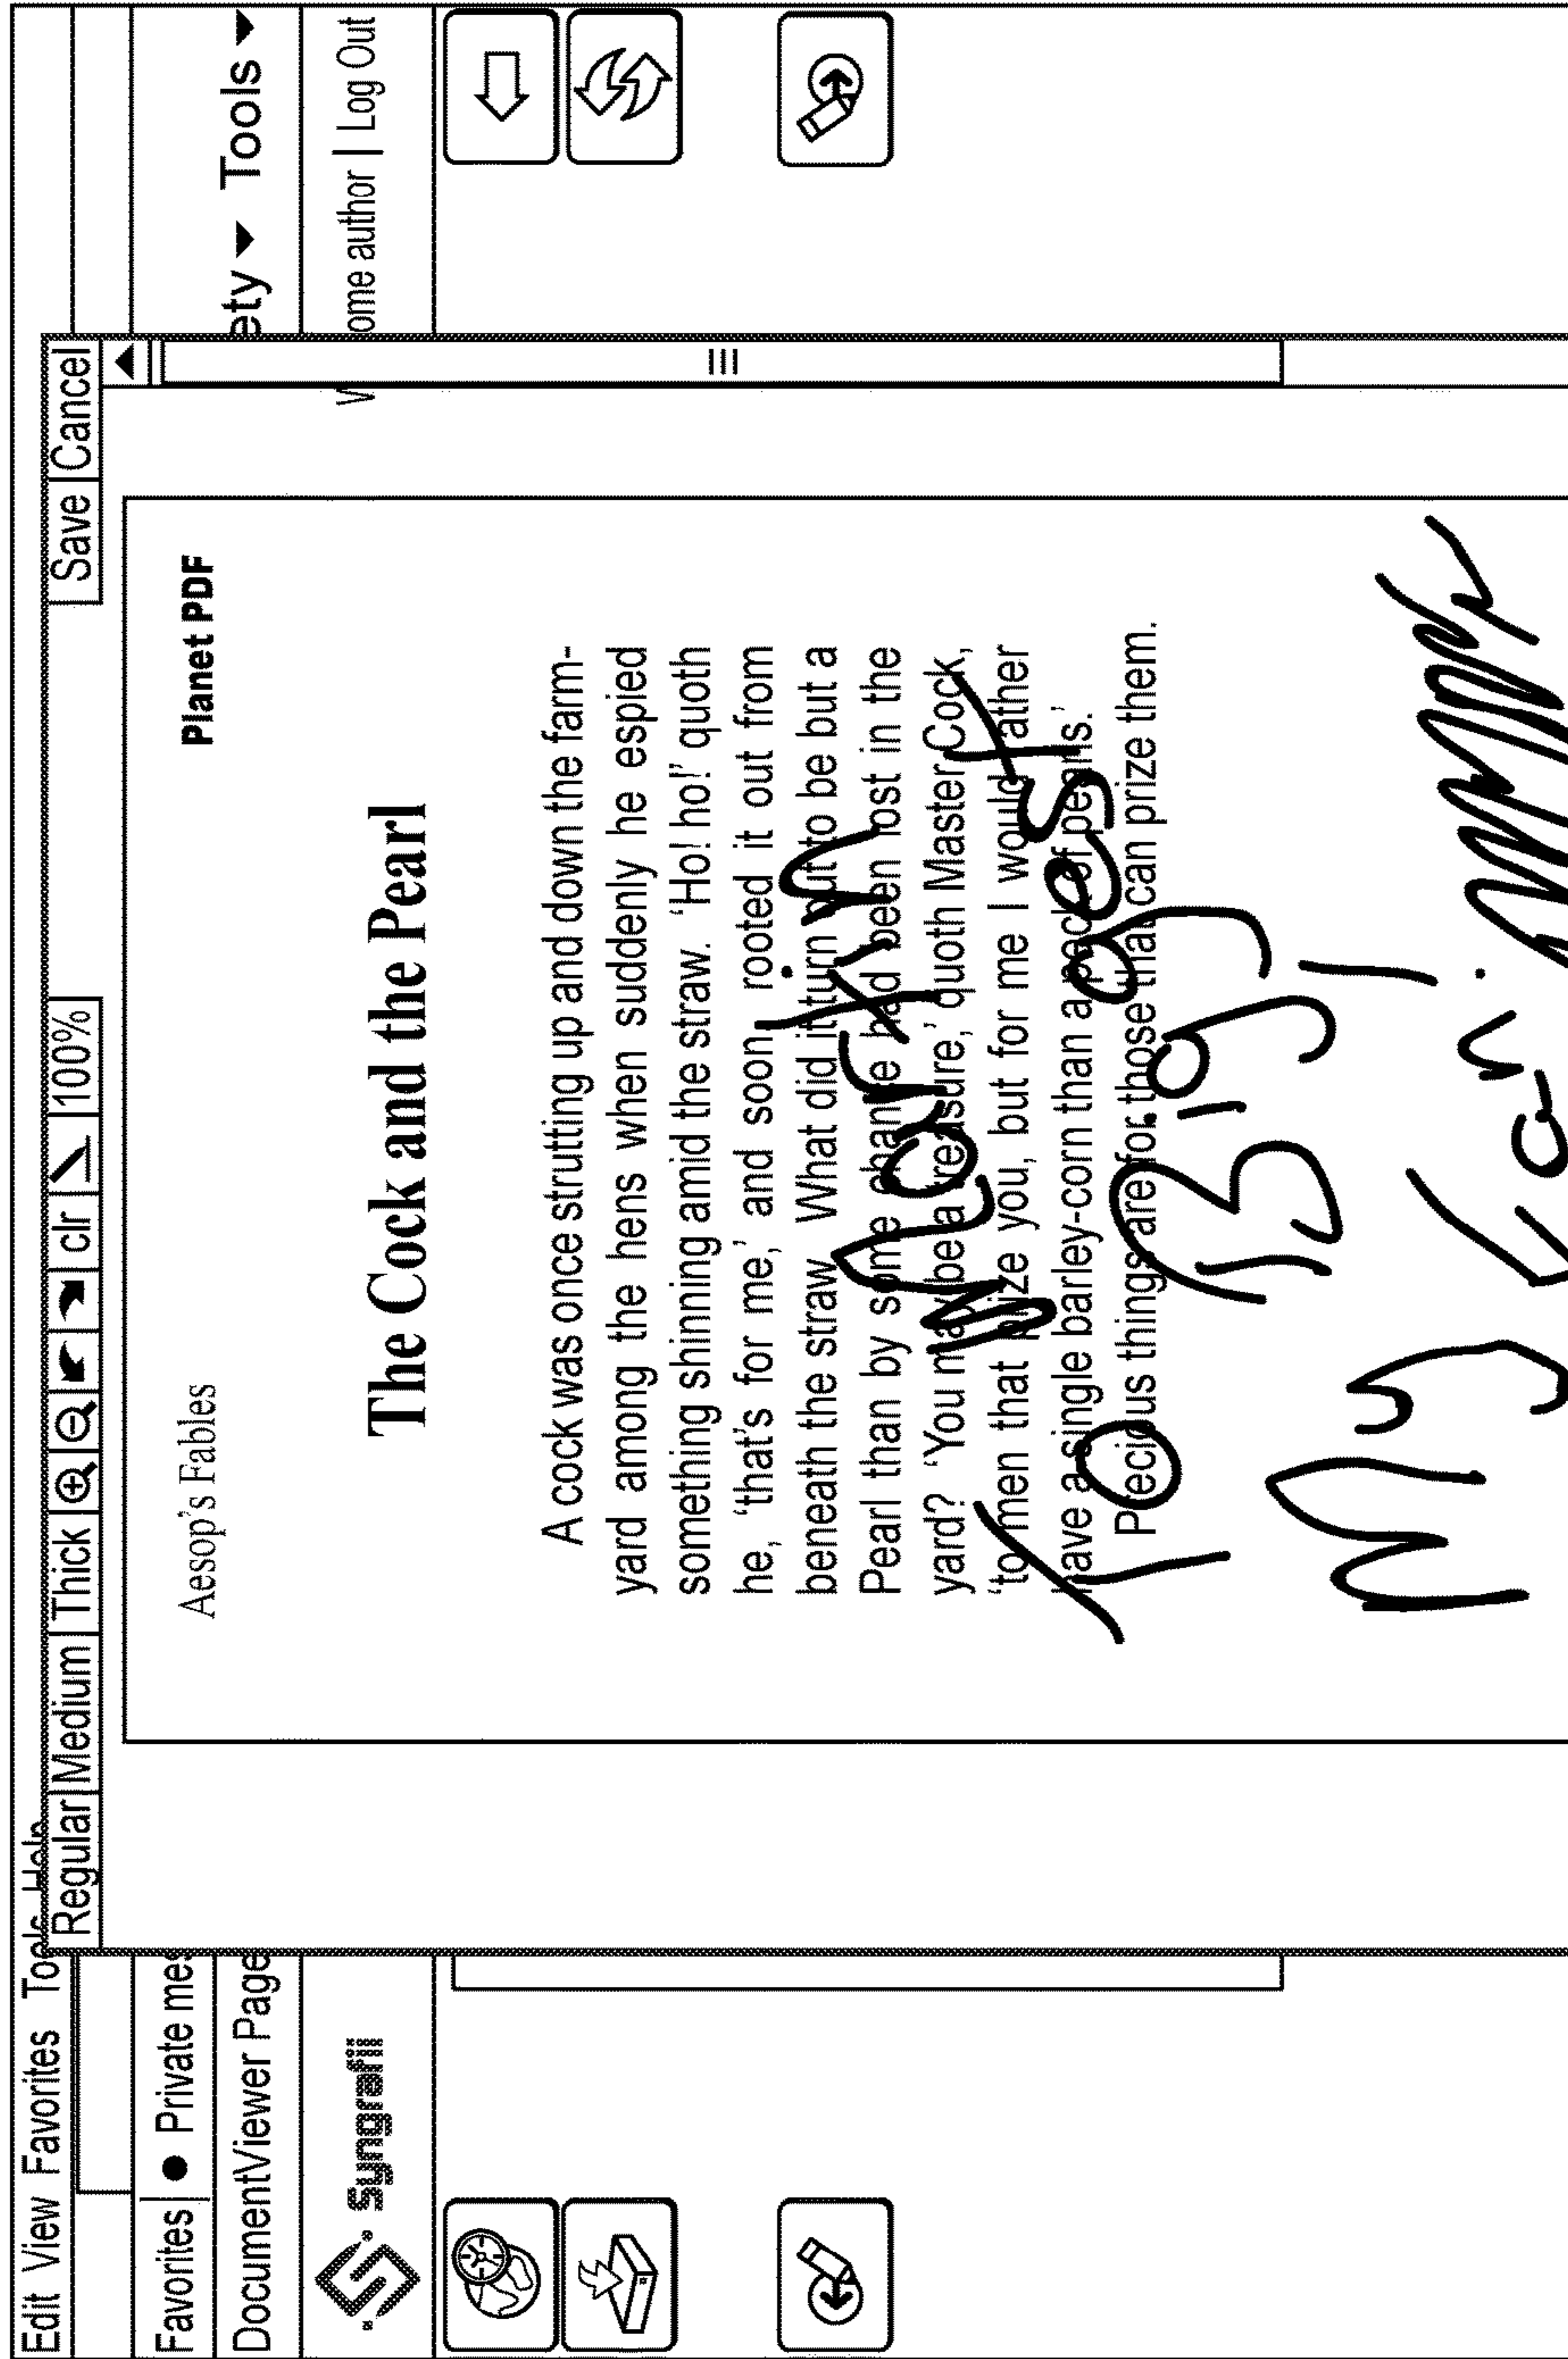 Edit View Favorites Tools Help
Regular Medium Thick clr 100% Save Cancel
Favorites Private mes
DocumentViewer Page
ety Tools
Syngrafii
W
ome author | Log Out
Aesop's Fables
Planet PDF
The Cock and the Pearl
A cock was once strutting up and down the farm-
yard among the hens when suddenly he espied
something shinning amid the straw. ‘Ho! ho!’ quoth
he, ‘that's for me,’ and soon rooted it out from
beneath the straw. What did it turn out to be but a
Pearl than by some chance had been lost in the
yard? ‘You may be a treasure,’ quoth Master Cock,
‘to men that prize you, but for me I would rather
have a single barley-corn than a peck of pearls.’
Precious things are for those that can prize them.
To
Biggest
My Fan.